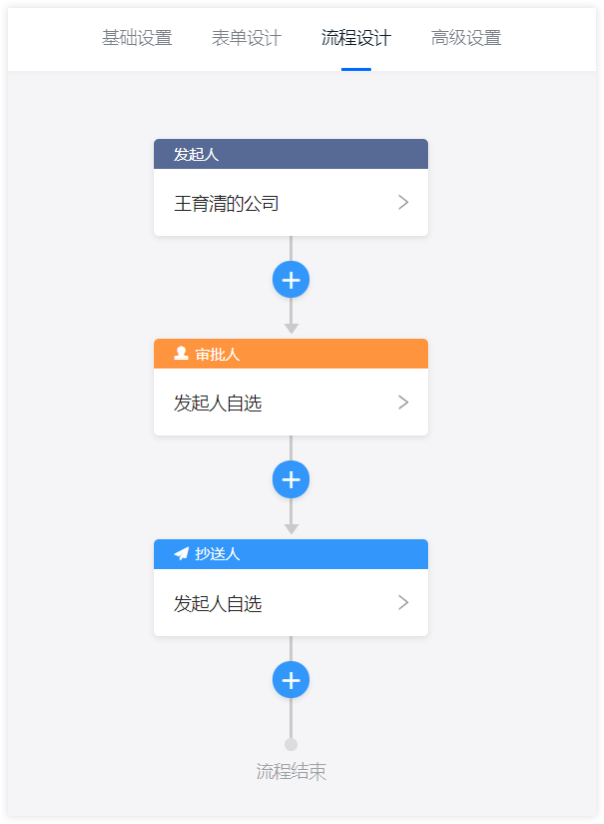 基础设置 表单设计 流程设计 高级设置
发起人
王育清的公司
审批人
发起人自选
抄送人
发起人自选
流程结束